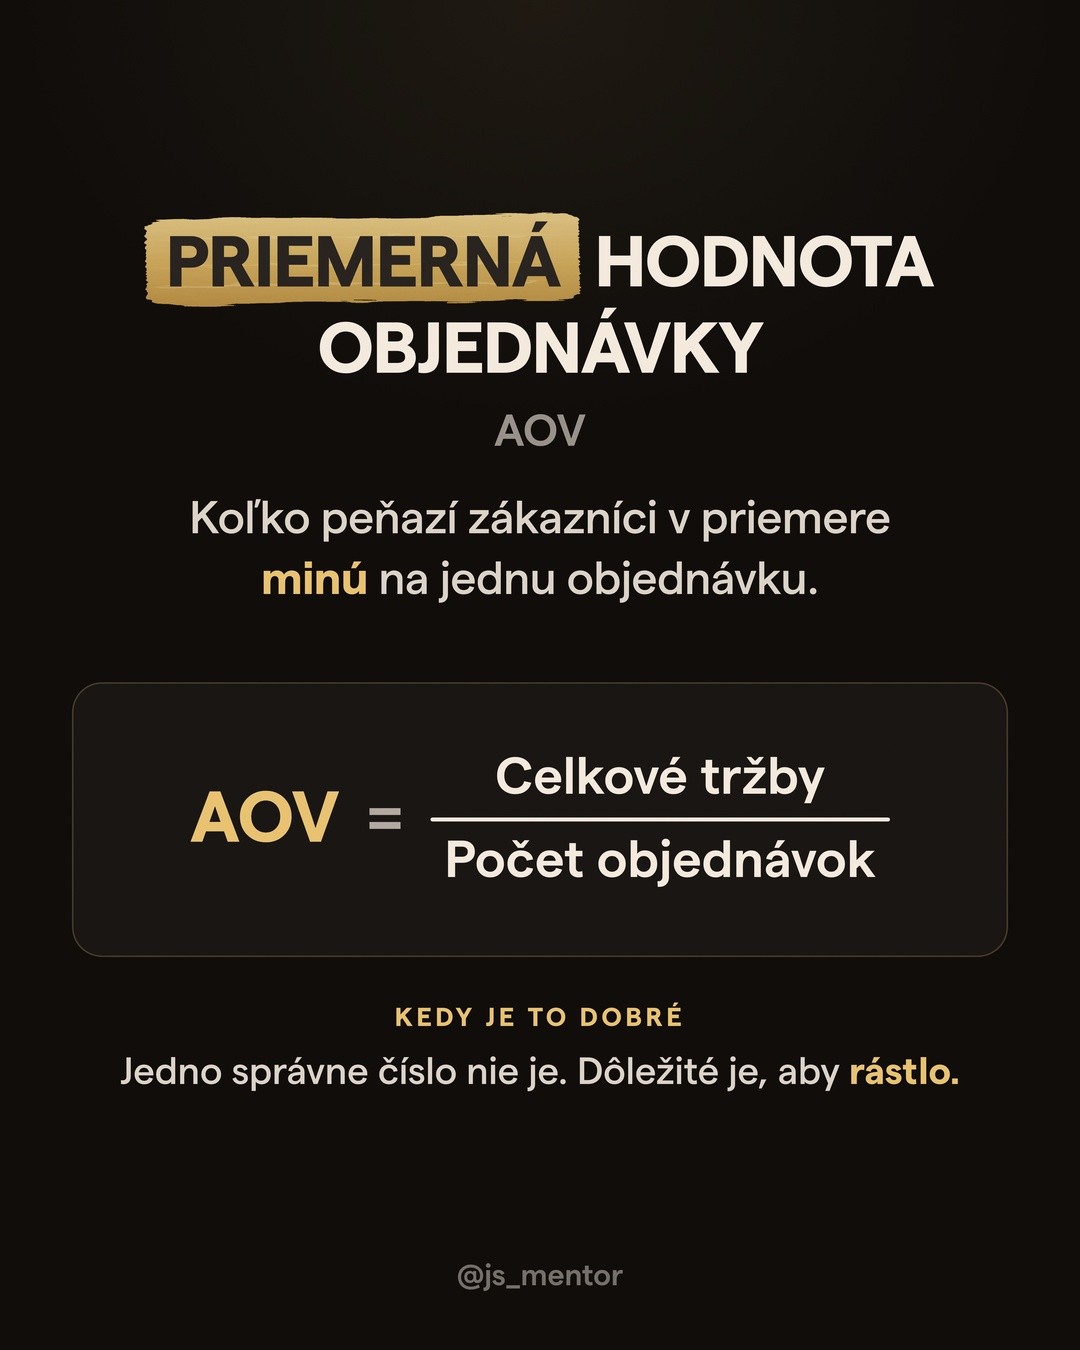 PRIEMERNÁ HODNOTA
OBJEDNÁVKY
AOV
Koľko peňazí zákazníci v priemere
minú na jednu objednávku.
AOV = Celkové tržby
Počet objednávok
KEDY JE TO DOBRÉ
Jedno správne číslo nie je. Dôležité je, aby rástlo.
@js_mentor